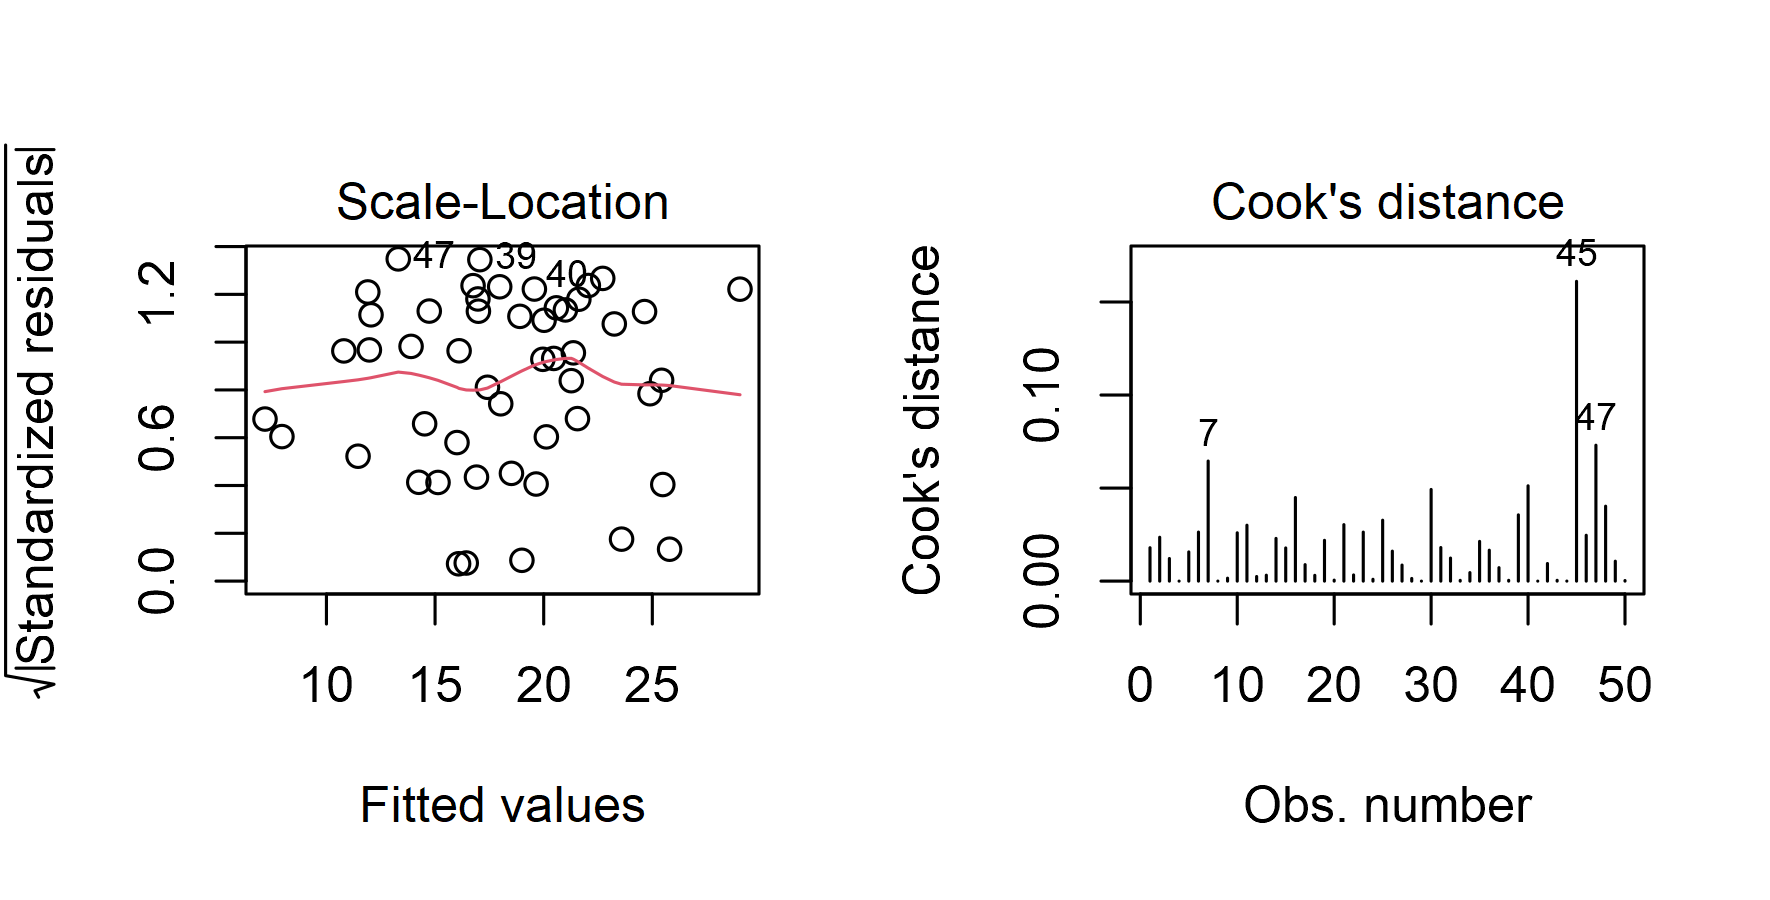 Scale-Location
√|Standardized residuals|
0.0 0.6 1.2
47 39 40
10 15 20 25
Fitted values
Cook's distance
Cook's distance
0.00 0.10
7 45 47
0 10 20 30 40 50
Obs. number